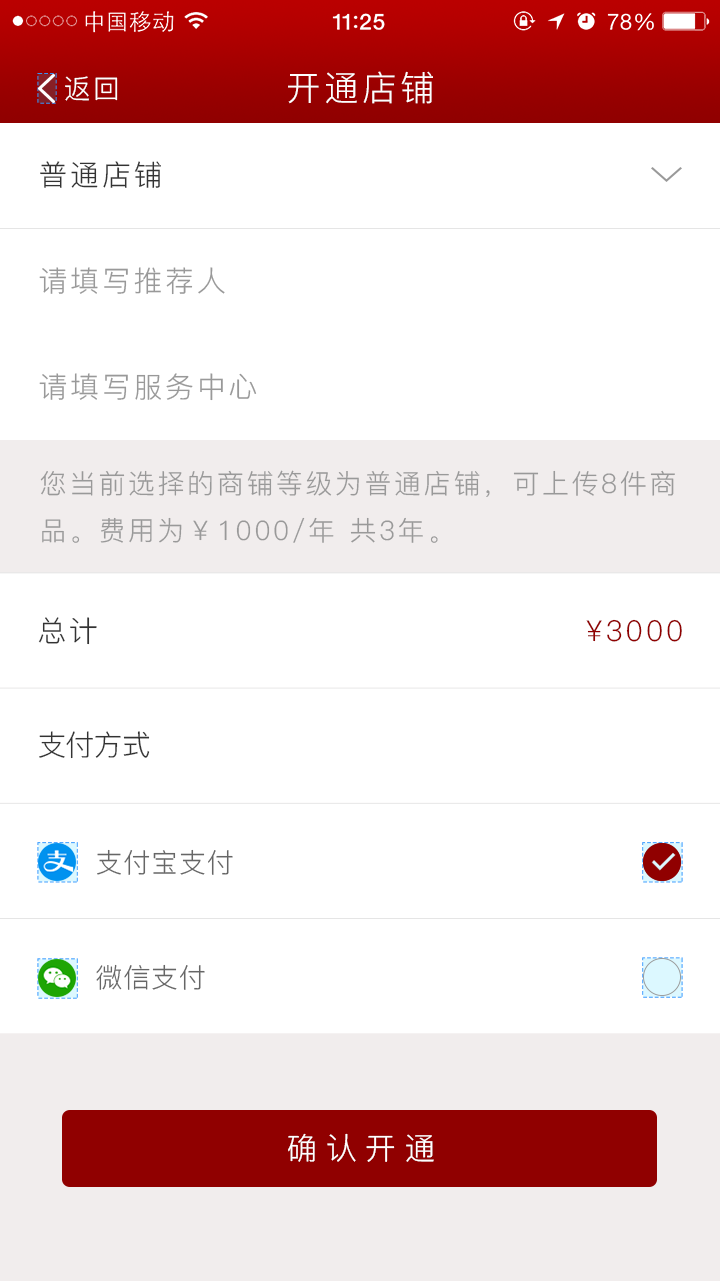 中国移动 11:25 78%
返回 开通店铺
普通店铺
请填写推荐人
请填写服务中心
您当前选择的商铺等级为普通店铺，可上传8件商
品。费用为￥1000/年 共3年。
总计 ¥3000
支付方式
支 支付宝支付
微信支付
确认开通